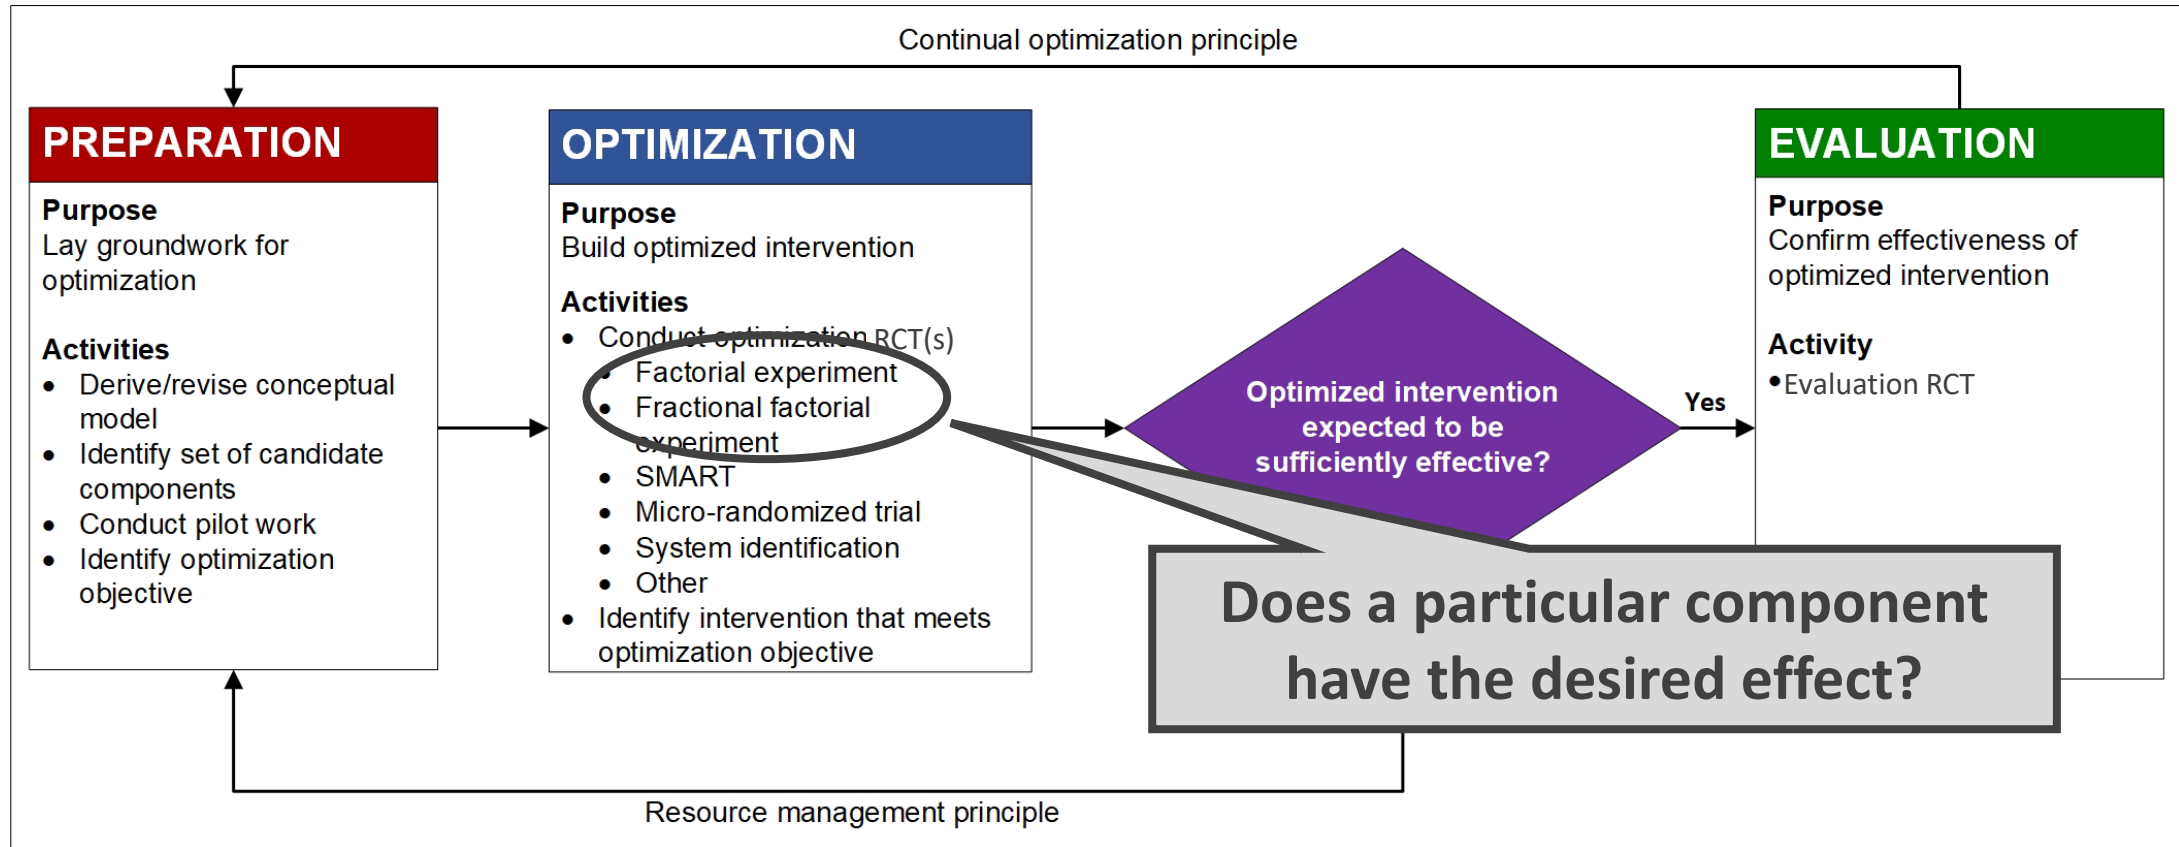 Continual optimization principle
PREPARATION
Purpose
Lay groundwork for
optimization
Activities
• Derive/revise conceptual
model
• Identify set of candidate
components
• Conduct pilot work
• Identify optimization
objective
OPTIMIZATION
Purpose
Build optimized intervention
Activities
• Conduct optimization RCT(s)
• Factorial experiment
• Fractional factorial
experiment
• SMART
• Micro-randomized trial
• System identification
• Other
• Identify intervention that meets
optimization objective
Optimized intervention
expected to be
sufficiently effective?
Yes
EVALUATION
Purpose
Confirm effectiveness of
optimized intervention
Activity
•Evaluation RCT
Does a particular component
have the desired effect?
Resource management principle